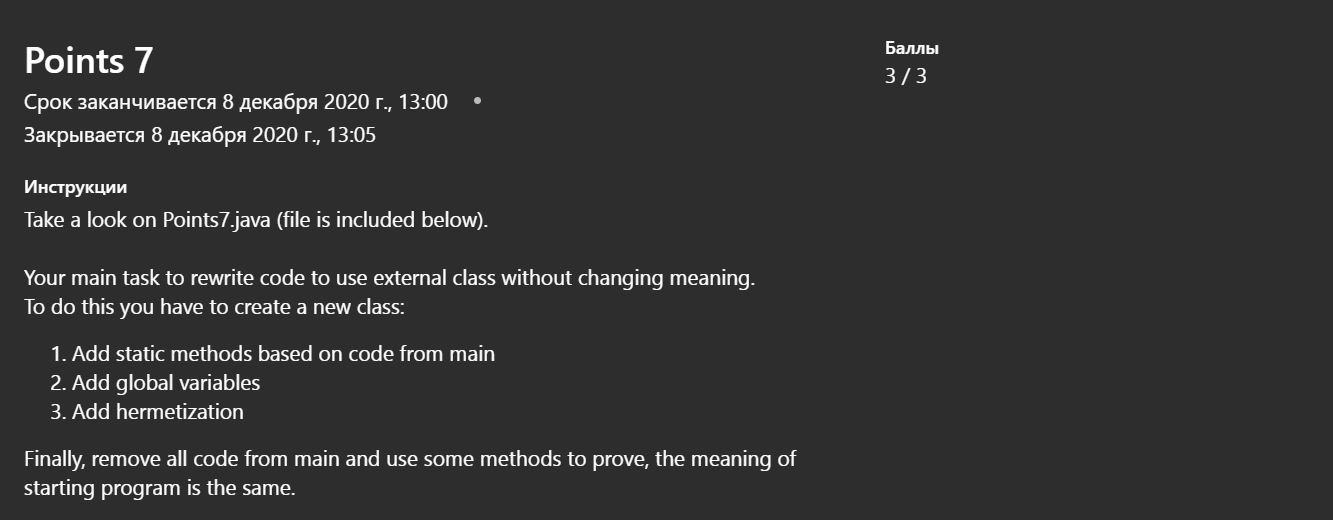 Points 7
Баллы
3 / 3
Срок заканчивается 8 декабря 2020 г., 13:00 •
Закрывается 8 декабря 2020 г., 13:05
Инструкции
Take a look on Points7.java (file is included below).
Your main task to rewrite code to use external class without changing meaning.
To do this you have to create a new class:
1. Add static methods based on code from main
2. Add global variables
3. Add hermetization
Finally, remove all code from main and use some methods to prove, the meaning of
starting program is the same.